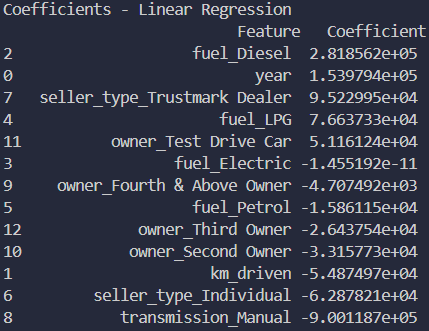 Coefficients - Linear Regression
Feature Coefficient
2 fuel_Diesel 2.818562e+05
0 year 1.539794e+05
7 seller_type_Trustmark Dealer 9.522995e+04
4 fuel_LPG 7.663733e+04
11 owner_Test Drive Car 5.116124e+04
3 fuel_Electric -1.455192e-11
9 owner_Fourth & Above Owner -4.707492e+03
5 fuel_Petrol -1.586115e+04
12 owner_Third Owner -2.643754e+04
10 owner_Second Owner -3.315773e+04
1 km_driven -5.487497e+04
6 seller_type_Individual -6.287821e+04
8 transmission_Manual -9.001187e+05